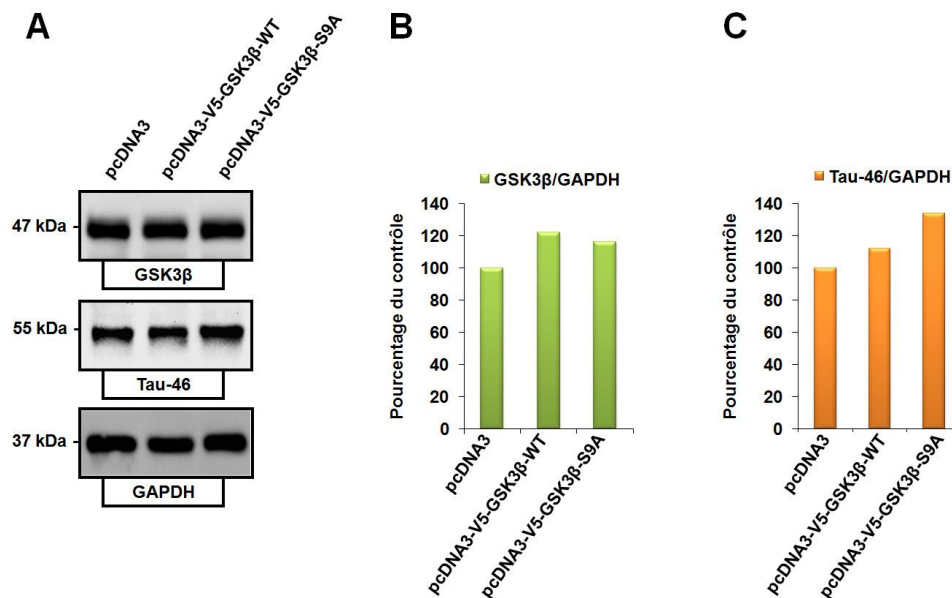 A
pcDNA3
pcDNA3-V5-GSK3β-WT
pcDNA3-V5-GSK3β-S9A
47 kDa
GSK3β
55 kDa
Tau-46
37 kDa
GAPDH
B
GSK3β/GAPDH
Pourcentage du contrôle
140
120
100
80
60
40
20
0
pcDNA3
pcDNA3-V5-GSK3β-WT
pcDNA3-V5-GSK3β-S9A
C
Tau-46/GAPDH
Pourcentage du contrôle
140
120
100
80
60
40
20
0
pcDNA3
pcDNA3-V5-GSK3β-WT
pcDNA3-V5-GSK3β-S9A